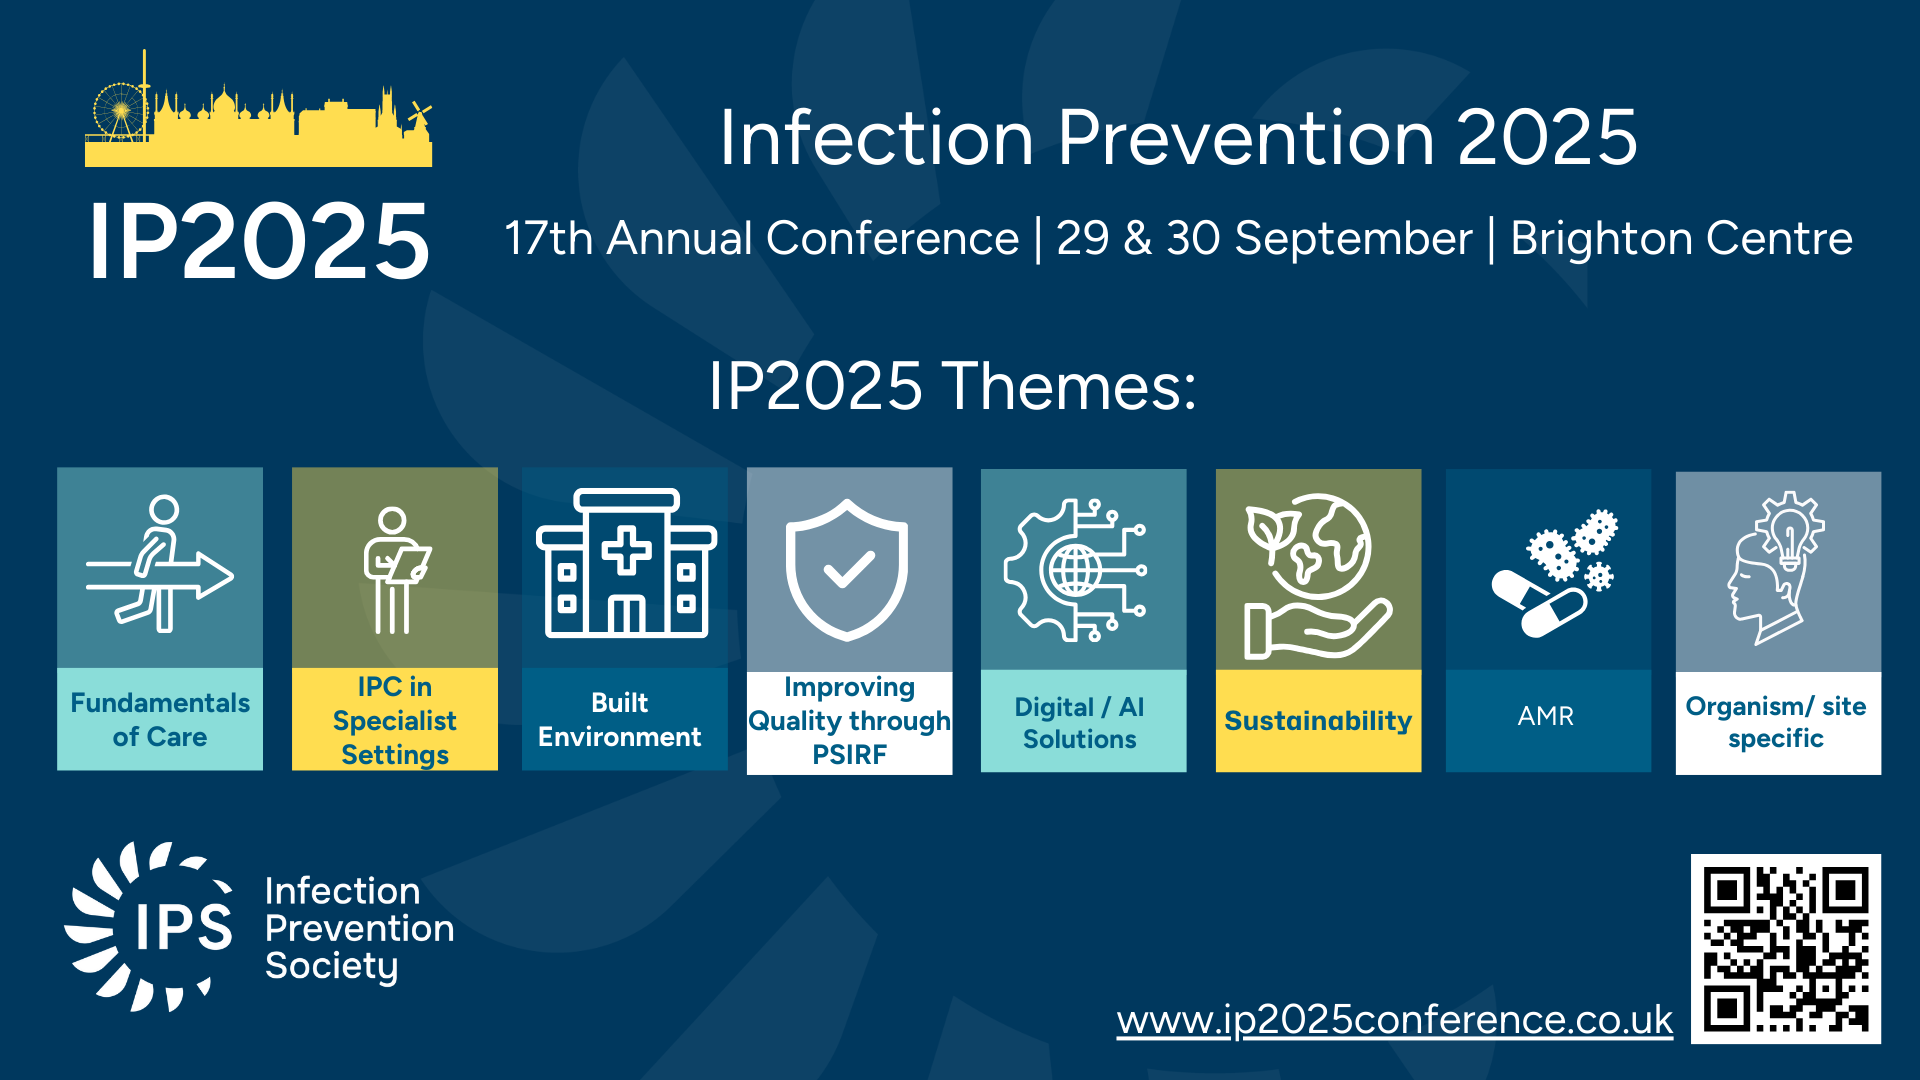 IP2025
Infection Prevention 2025
17th Annual Conference | 29 & 30 September | Brighton Centre
IP2025 Themes:
Fundamentals
of Care
IPC in
Specialist
Settings
Built
Environment
Improving
Quality through
PSIRF
Digital / AI
Solutions
Sustainability
AMR
Organism/ site
specific
IPS
Infection
Prevention
Society
www.ip2025conference.co.uk